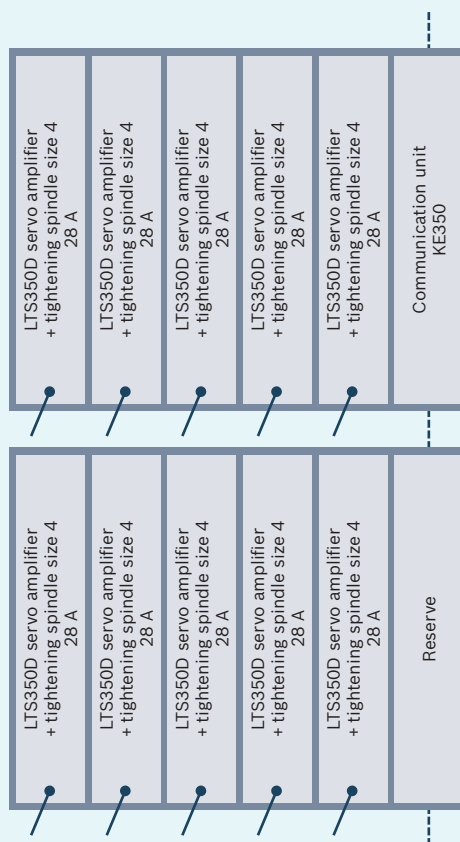 LTS350D servo amplifier
+ tightening spindle size 4
28 A
LTS350D servo amplifier
+ tightening spindle size 4
28 A
LTS350D servo amplifier
+ tightening spindle size 4
28 A
LTS350D servo amplifier
+ tightening spindle size 4
28 A
LTS350D servo amplifier
+ tightening spindle size 4
28 A
Communication unit
KE350
LTS350D servo amplifier
+ tightening spindle size 4
28 A
LTS350D servo amplifier
+ tightening spindle size 4
28 A
LTS350D servo amplifier
+ tightening spindle size 4
28 A
LTS350D servo amplifier
+ tightening spindle size 4
28 A
LTS350D servo amplifier
+ tightening spindle size 4
28 A
Reserve